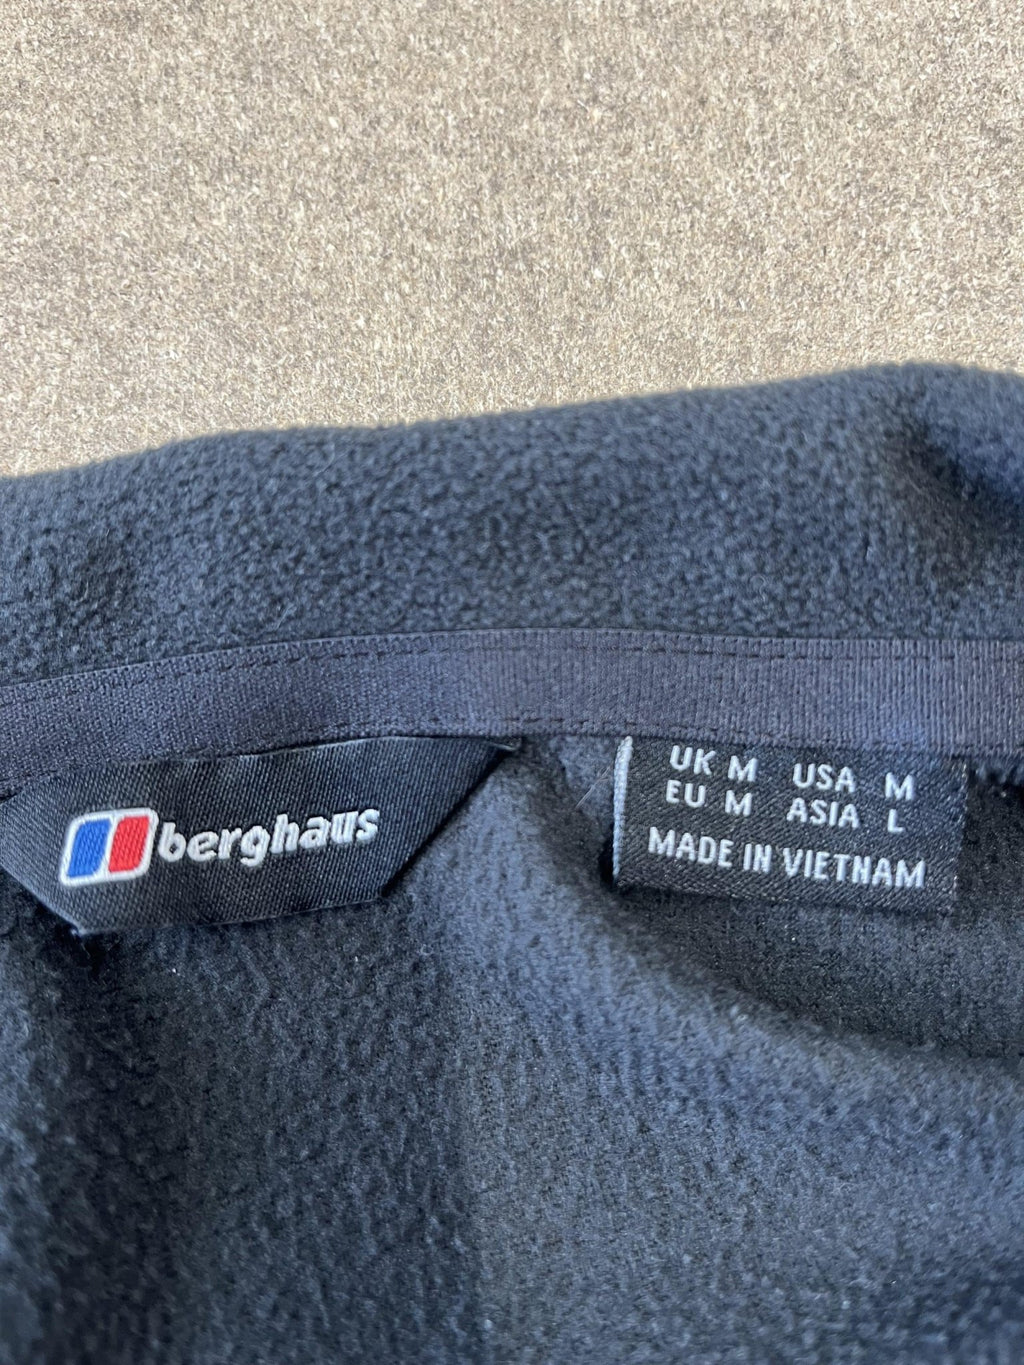 berghaus
UK M USA M
EU M ASIA L
MADE IN VIETNAM